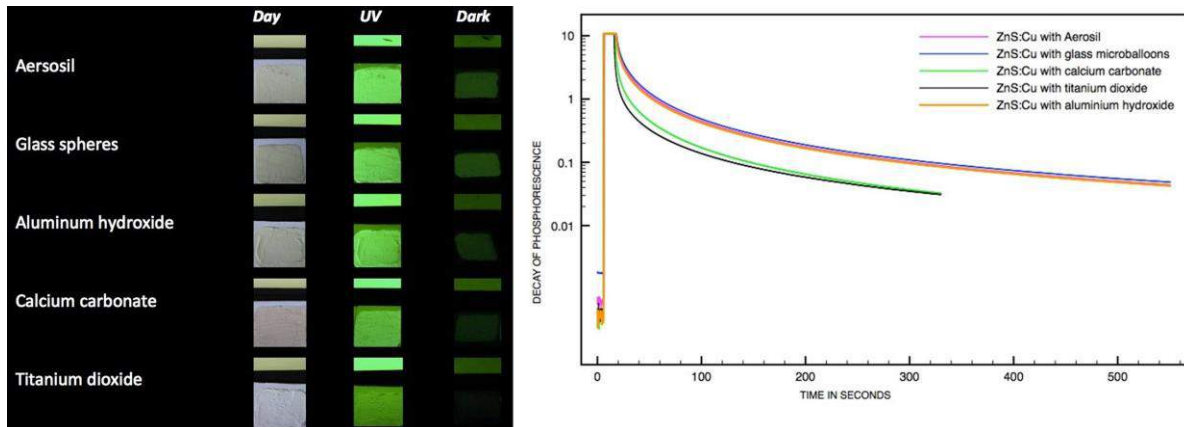 Day UV Dark
Aersosil
Glass spheres
Aluminum hydroxide
Calcium carbonate
Titanium dioxide
ZnS:Cu with Aerosil
ZnS:Cu with glass microballoons
ZnS:Cu with calcium carbonate
ZnS:Cu with titanium dioxide
ZnS:Cu with aluminium hydroxide
DECAY OF PHOSPHORESCENCE
10
1
0.1
0.01
0 100 200 300 400 500
TIME IN SECONDS